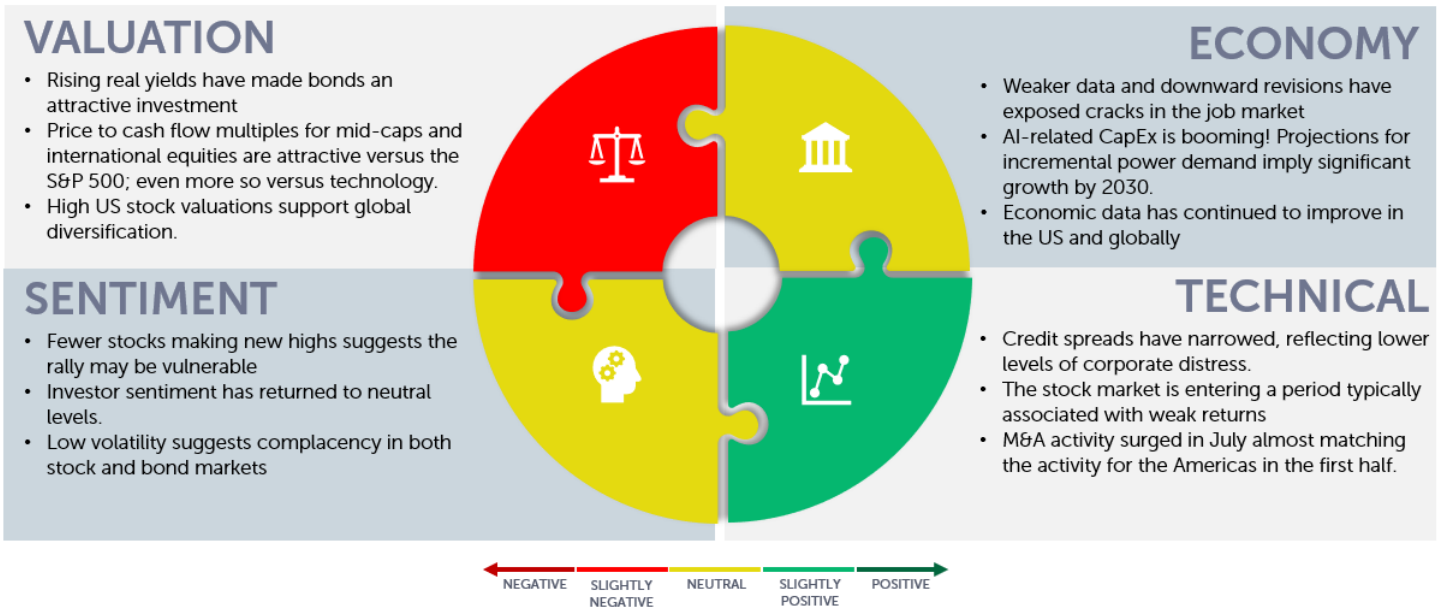 VALUATION
• Rising real yields have made bonds an
attractive investment
• Price to cash flow multiples for mid-caps and
international equities are attractive versus the
S&P 500; even more so versus technology.
• High US stock valuations support global
diversification.
ECONOMY
• Weaker data and downward revisions have
exposed cracks in the job market
• AI-related CapEx is booming! Projections for
incremental power demand imply significant
growth by 2030.
• Economic data has continued to improve in
the US and globally
SENTIMENT
• Fewer stocks making new highs suggests the
rally may be vulnerable
• Investor sentiment has returned to neutral
levels.
• Low volatility suggests complacency in both
stock and bond markets
TECHNICAL
• Credit spreads have narrowed, reflecting lower
levels of corporate distress.
• The stock market is entering a period typically
associated with weak returns
• M&A activity surged in July almost matching
the activity for the Americas in the first half.
NEGATIVE
SLIGHTLY
NEGATIVE
NEUTRAL
SLIGHTLY
POSITIVE
POSITIVE